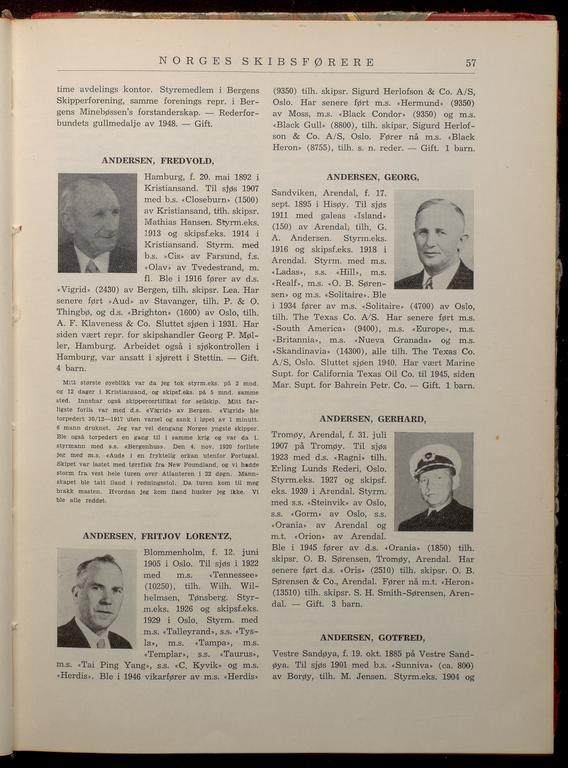 NORGES SKIBSFØRERE 57
time avdelings kontor. Styremedlem i Bergens
Skipperforening, samme forenings repr. i Ber-
gens Minebøssen's forstanderskap. — Rederfor-
bundets gullmedalje av 1948. — Gift.
ANDERSEN, FREDVOLD,
Hamburg, f. 20. mai 1892 i
Kristiansand. Til sjøs 1907
med b.s. «Closeburn» (1500)
av Kristiansand, tilh. skipsr.
Mathias Hansen. Styrm.eks.
1913 og skipsf.eks. 1914 i
Kristiansand. Styrm. med
b.s. »Cis» av Farsund, f.s.
«Olav» av Tvedestrand, m.
fl. Ble i 1916 fører av d.s.
«Vigrid» (2430) av Bergen, tilh. skipsr. Lea. Har
senere ført »Aud» av Stavanger, tilh. P. & O.
Thingbø, og d.s. «Brighton» (1600) av Oslo, tilh.
A. F. Klaveness & Co. Sluttet sjøen i 1931. Har
siden vært repr. for skipshandler Georg P. Møl-
ler, Hamburg. Arbeidet også i sjøkontrollen i
Hamburg, var ansatt i sjørett i Stettin. — Gift.
4 barn.
Mitt største øyeblikk var da jeg tok styrm.eks. på 2 mnd.
og 12 dager i Kristiansand, og skipsf.eks. på 5 mnd. samme
sted. Innehar også skippercertifikat for seilskip. Mitt far-
ligste forlis var med d.s. «Vigrid» av Bergen. «Vigrid» ble
torpedert 30/12—1917 uten varsel og sank i løpet av 1 minutt.
6 mann druknet. Jeg var vel dengang Norges yngste skipper.
Ble også torpedert en gang til i samme krig og var da 1.
styrmann med s.s. «Bergenhus». Den 4. nov. 1920 forliste
jeg med m.s. «Aud» i en fryktelig orkan utenfor Portugal.
Skipet var lastet med tørrfisk fra New Foundland, og vi hadde
storm fra vest hele turen over Atlanteren i 22 døgn. Mann-
skapet ble tatt iland i redningsstol. Da turen kom til meg
brakk masten. Hvordan jeg kom iland husker jeg ikke. Vi
ble alle reddet.
ANDERSEN, FRITJOV LORENTZ,
Blommenholm, f. 12. juni
1905 i Oslo. Til sjøs i 1922
med m.s. «Tennessee»
(10250), tilh. Wilh. Wil-
helmsen, Tønsberg. Styr-
m.eks. 1926 og skipsf.eks.
1929 i Oslo, Styrm. med
m.s. «Talleyrand», s.s. «Tys-
la», m.s. «Tampa», m.s.
«Templar», s.s. «Taurus»,
m.s. «Tai Ping Yang», s.s. «C. Kyvik» og m.s.
«Herdis». Ble i 1946 vikarfører av m.s. «Herdis»
(9350) tilh. skipsr. Sigurd Herlofson & Co. A/S,
Oslo. Har senere ført m.s. «Hermund» (9350)
av Moss, m.s. «Black Condor» (9350) og m.s.
«Black Gull» (8800), tilh. skipsr. Sigurd Herlof-
son & Co. A/S, Oslo. Fører nå m.s. «Black
Heron» (8755), tilh. s. n. reder. — Gift. 1 barn.
ANDERSEN, GEORG,
Sandviken, Arendal, f. 17.
sept. 1895 i Hisøy. Til sjøs
1911 med galeas «Island»
(150) av Arendal, tilh. G.
A. Andersen. Styrm.eks.
1916 og skipsf.eks. 1918 i
Arendal. Styrm. med m.s.
«Ladas», s.s. «Hill», m.s.
«Realf», m.s. «O. B. Søren-
sen» og m.s. «Solitaire». Ble
i 1934 fører av m.s. «Solitaire» (4700) av Oslo,
tilh. The Texas Co. A/S. Har senere ført m.s.
«South America» (9400), m.s. «Europe», m.s.
«Britannia», m.s. «Nueva Granada» og m.s.
«Skandinavia» (14300), alle tilh. The Texas Co.
A/S, Oslo. Sluttet sjøen 1940. Har vært Marine
Supt. for California Texas Oil Co. til 1945, siden
Mar. Supt. for Bahrein Petr. Co. — Gift. 1 barn.
ANDERSEN, GERHARD,
Tromøy, Arendal, f. 31. juli
1907 på Tromøy. Til sjøs
1923 med d.s. «Ragni» tilh.
Erling Lunds Rederi, Oslo.
Styrm.eks. 1927 og skipsf.
eks. 1939 i Arendal. Styrm.
med s.s. «Steinvik» av Oslo,
s.s. «Gorm» av Oslo, s.s.
«Orania» av Arendal og
m.t. «Orion» av Arendal.
Ble i 1945 fører av d.s. «Orania» (1850) tilh.
skipsr. O. B. Sørensen, Tromøy, Arendal. Har
senere ført d.s. «Oris» (2510) tilh. skipsr. O. B.
Sørensen & Co., Arendal. Fører nå m.t. «Heron»
(13510) tilh. skipsr. S. H. Smith-Sørensen, Aren-
dal. — Gift. 3 barn.
ANDERSEN, GOTFRED,
Vestre Sandøya, f. 19. okt. 1885 på Vestre Sand-
øya. Til sjøs 1901 med b.s. «Sunniva» (ca. 800)
av Borøy, tilh. M. Jensen. Styrm.eks. 1904 og